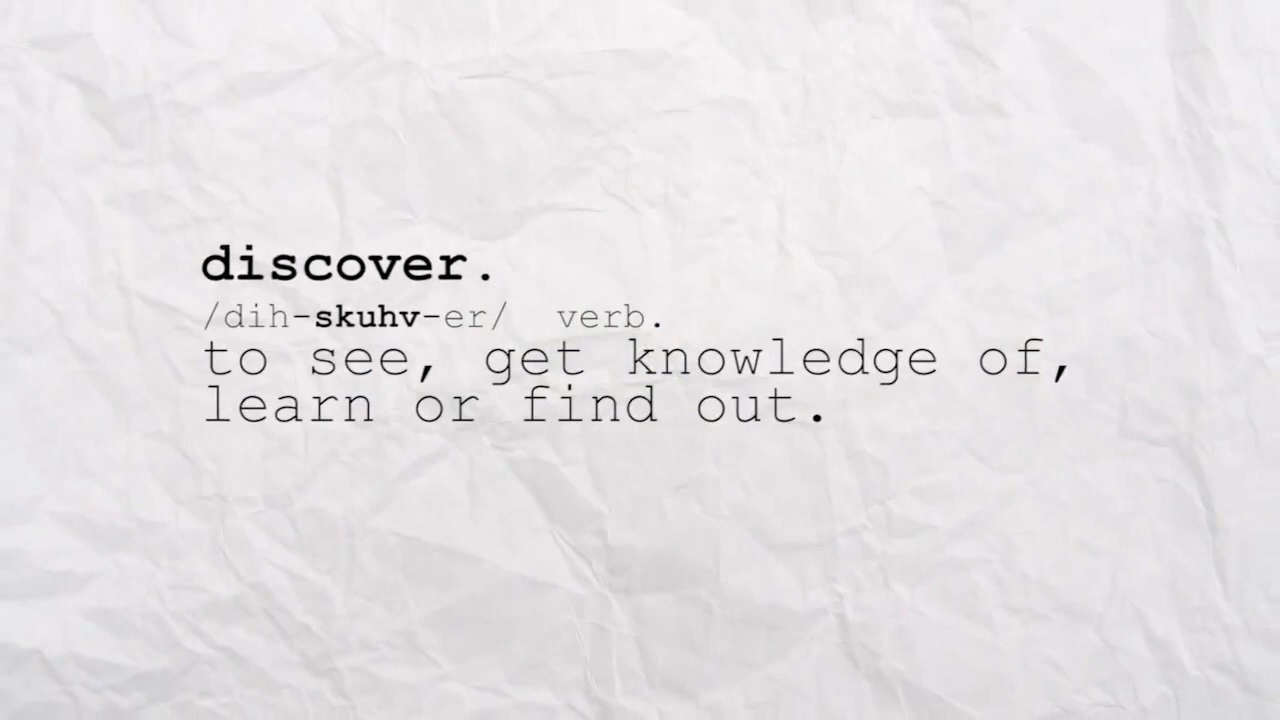 discover.
/dih-skuhv-er/ verb.
to see, get knowledge of,
learn or find out.